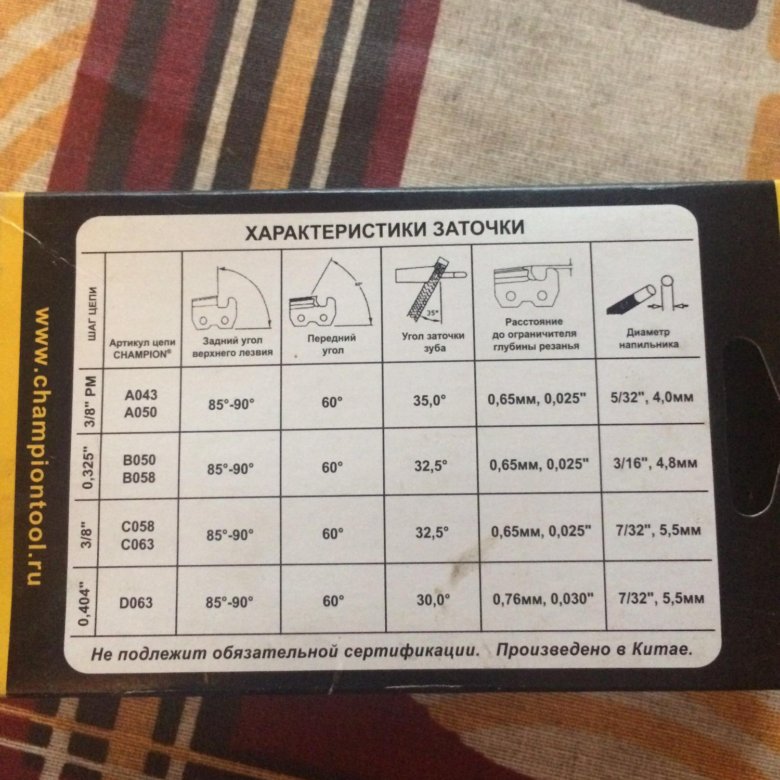 ХАРАКТЕРИСТИКИ ЗАТОЧКИ
ШАГ ЦЕПИ
Артикул цепи
CHAMPION®
Задний угол
верхнего лезвия
Передний
угол
35°
Угол заточки
зуба
Расстояние
до ограничителя
глубины резанья
Диаметр
напильника
3/8" PM
A043
A050
85°-90°
60°
35,0°
0,65мм, 0,025"
5/32", 4,0мм
0,325"
B050
B058
85°-90°
60°
32,5°
0,65мм, 0,025"
3/16", 4,8мм
3/8"
C058
C063
85°-90°
60°
32,5°
0,65мм, 0,025"
7/32", 5,5мм
0,404"
D063
85°-90°
60°
30,0°
0,76мм, 0,030"
7/32", 5,5мм
Не подлежит обязательной сертификации. Произведено в Китае.
www.championtool.ru